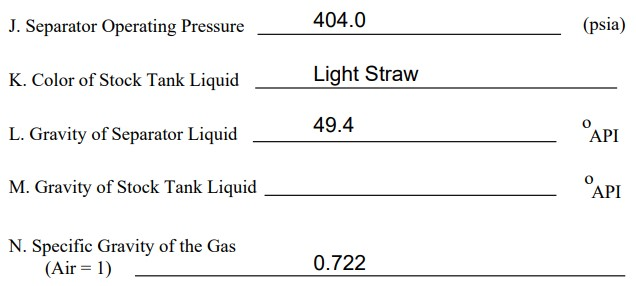 J. Separator Operating Pressure 404.0 (psia)
K. Color of Stock Tank Liquid Light Straw
L. Gravity of Separator Liquid 49.4 °API
M. Gravity of Stock Tank Liquid °API
N. Specific Gravity of the Gas
(Air = 1) 0.722